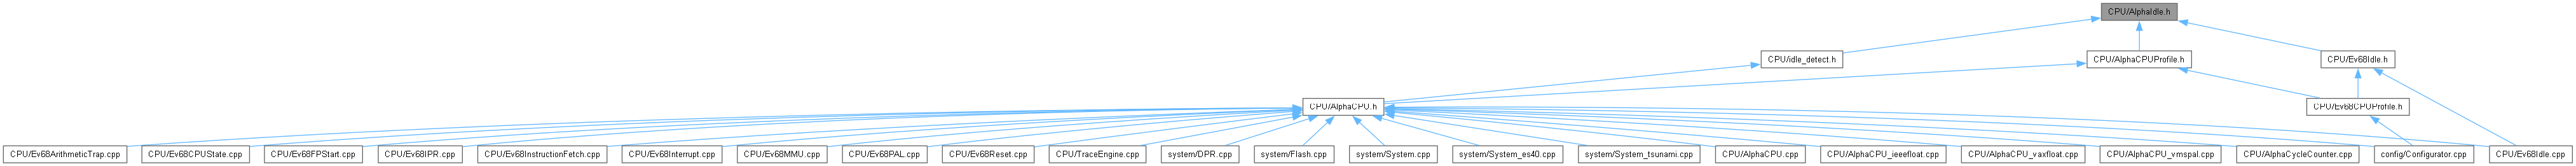 CPU/AlphaIdle.h
CPU/idle_detect.h
CPU/AlphaCPUProfile.h
CPU/Ev68Idle.h
CPU/AlphaCPU.h
CPU/Ev68CPUProfile.h
CPU/Ev68ArithmeticTrap.cpp
CPU/Ev68CPUState.cpp
CPU/Ev68FPStart.cpp
CPU/Ev68IPR.cpp
CPU/Ev68InstructionFetch.cpp
CPU/Ev68Interrupt.cpp
CPU/Ev68MMU.cpp
CPU/Ev68PAL.cpp
CPU/Ev68Reset.cpp
CPU/TraceEngine.cpp
system/DPR.cpp
system/Flash.cpp
system/System.cpp
system/System_es40.cpp
system/System_tsunami.cpp
CPU/AlphaCPU.cpp
CPU/AlphaCPU_ieeefloat.cpp
CPU/AlphaCPU_vaxfloat.cpp
CPU/AlphaCPU_vmspal.cpp
CPU/AlphaCycleCounter.cpp
config/Configurator.cpp
CPU/Ev68Idle.cpp